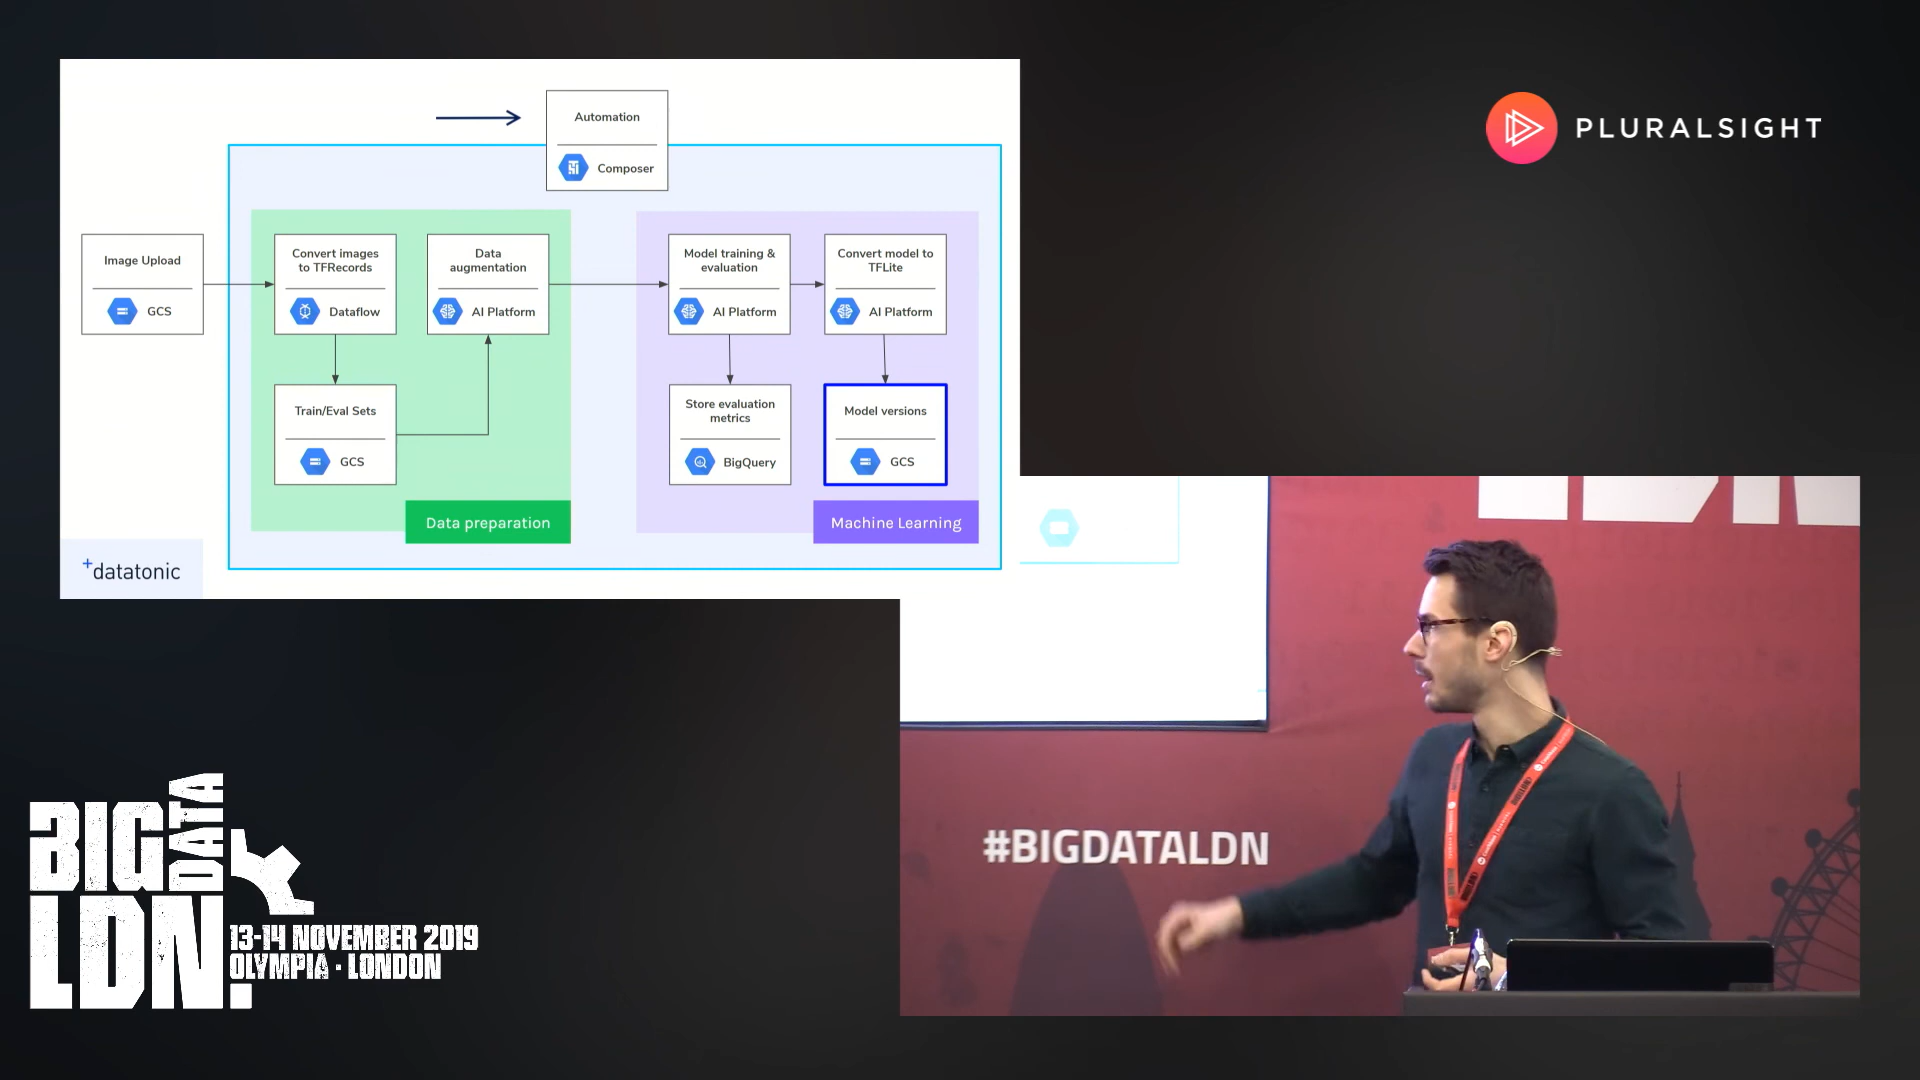 Automation
Composer
Image Upload
GCS
Convert images
to TFRecords
Dataflow
Data
augmentation
AI Platform
Model training &
evaluation
AI Platform
Convert model to
TFLite
AI Platform
Train/Eval Sets
GCS
Store evaluation
metrics
BigQuery
Model versions
GCS
Data preparation
Machine Learning
+datatonic
PLURALSIGHT
#BIGDATALDN
BIG DATA
LDN.
13-14 NOVEMBER 2019
OLYMPIA · LONDON